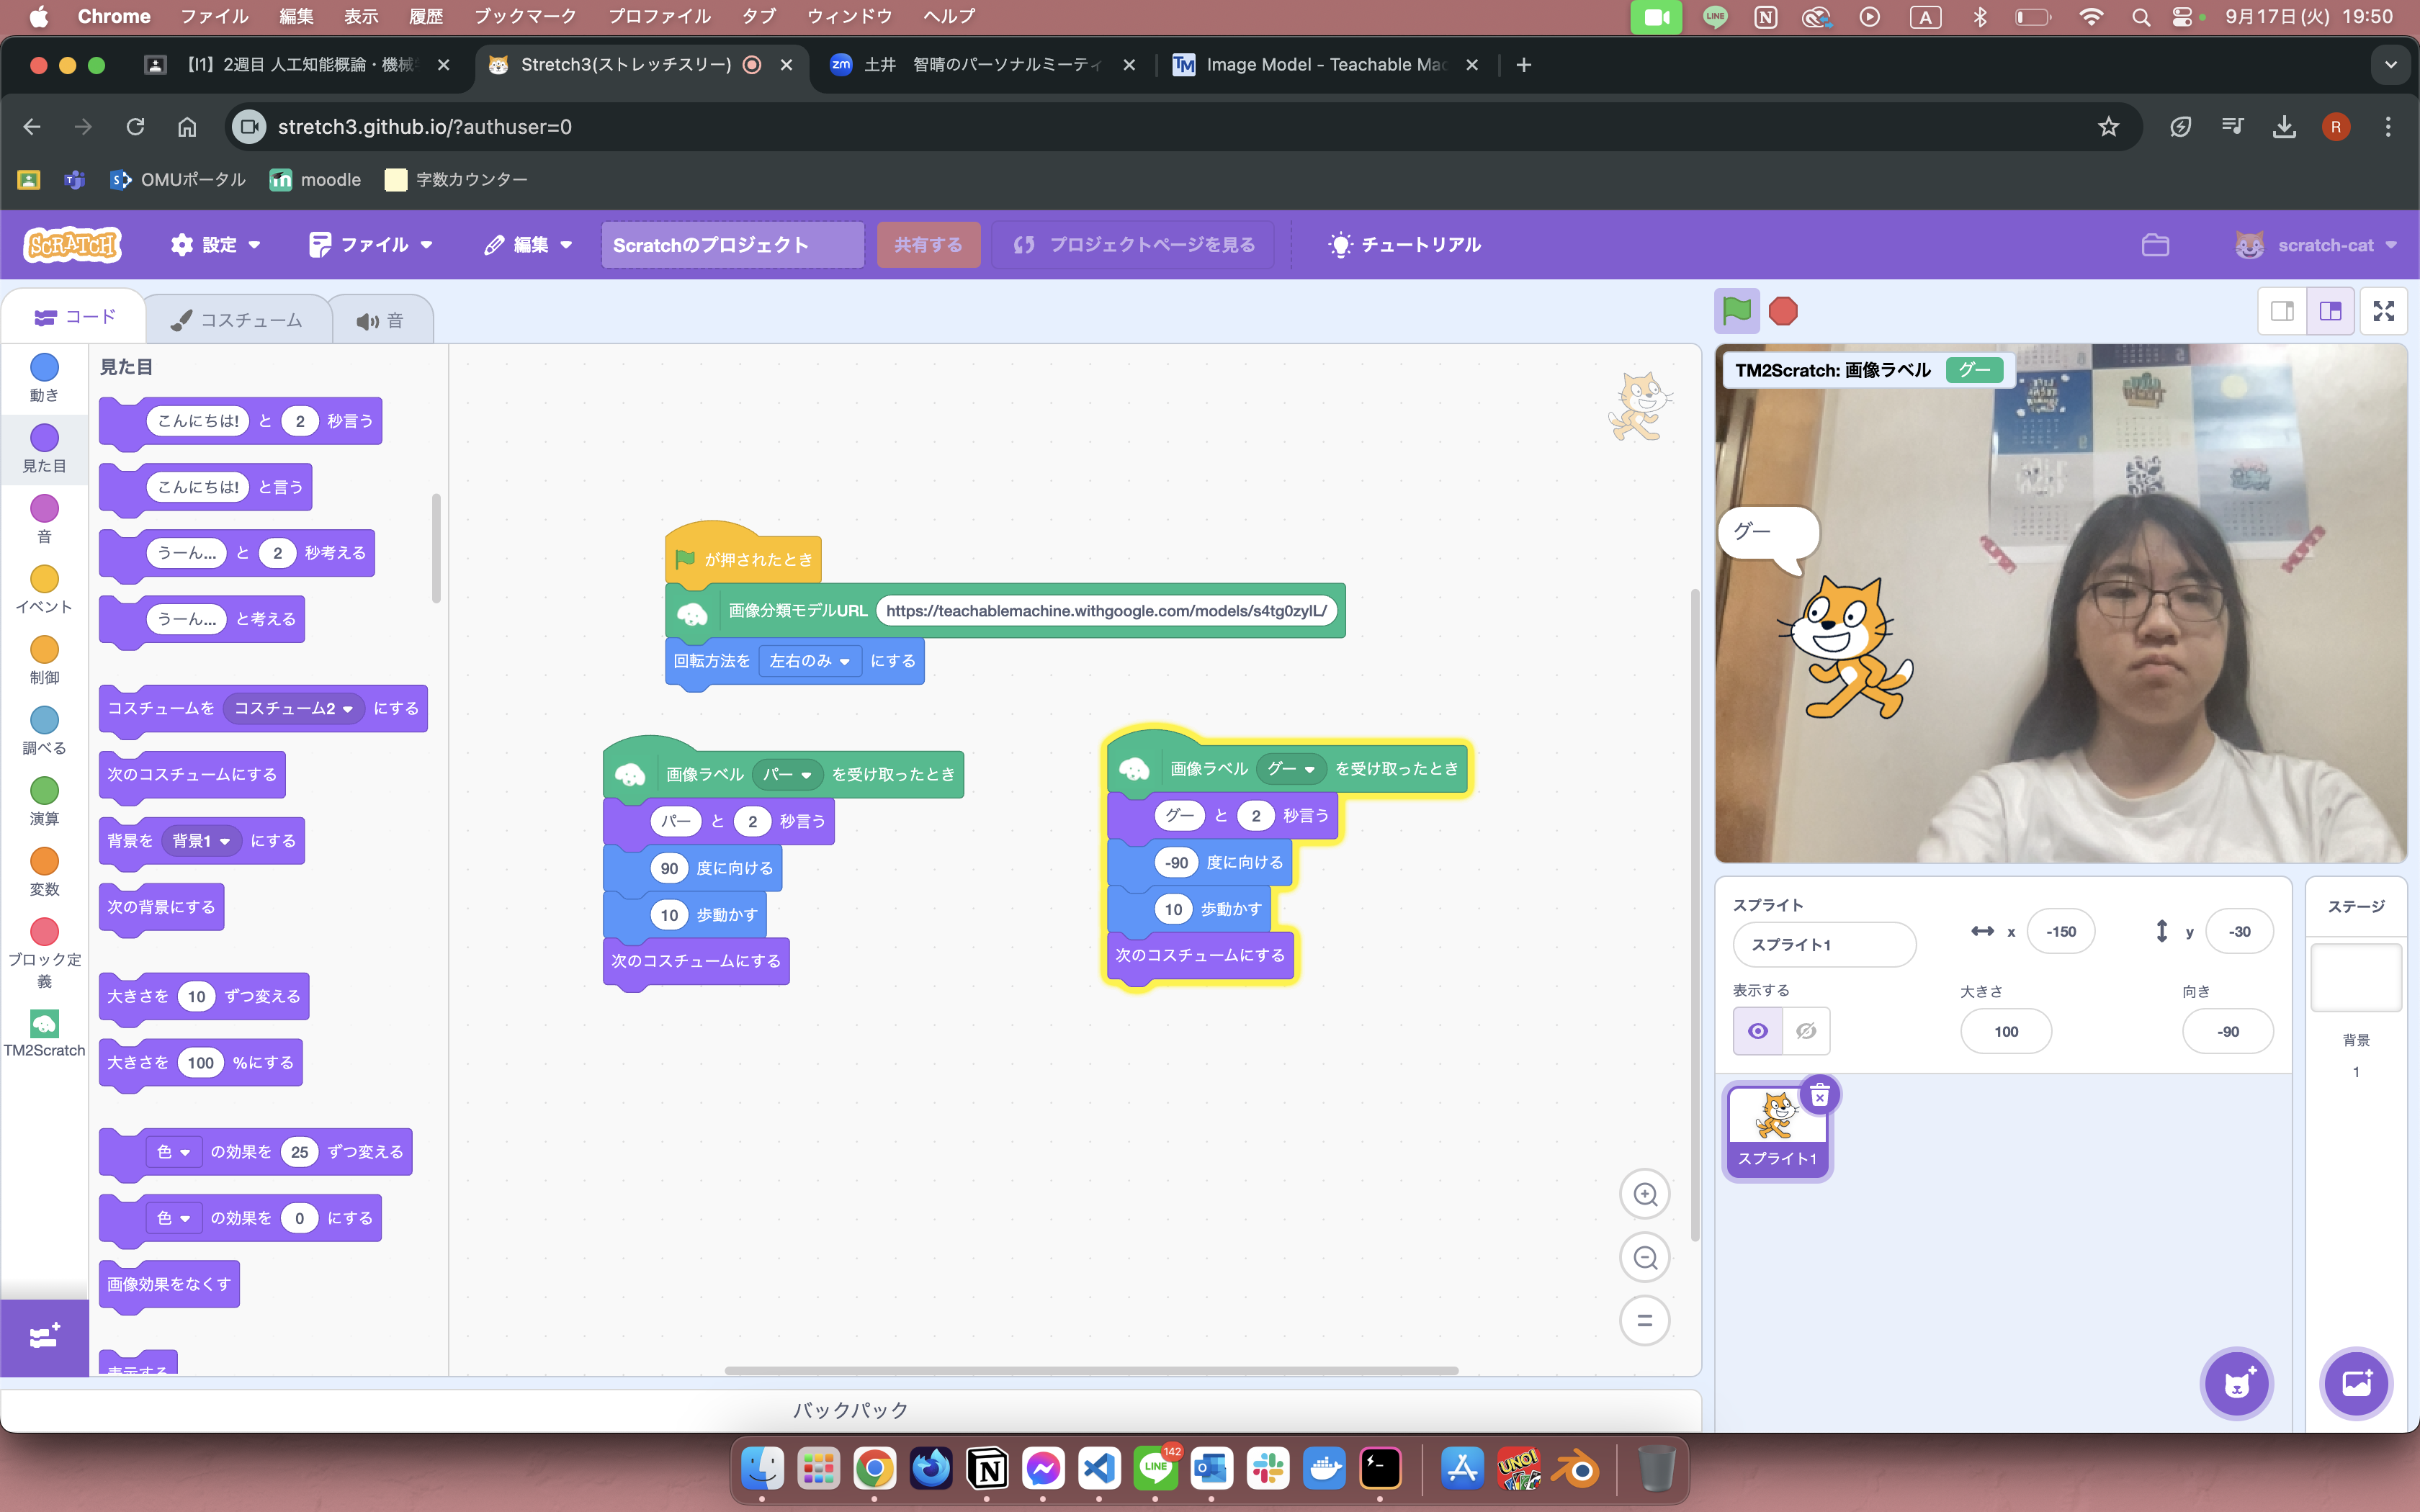 Chrome ファイル 編集 表示 履歴 ブックマーク プロファイル タブ ウィンドウ ヘルプ LINE N A 9月17日(火) 19:50
【I1】2週目 人工知能概論・機械 Stretch3(ストレッチスリー) zm 土井 智晴のパーソナルミーティ TM Image Model - Teachable Mac
stretch3.github.io/?authuser=0 R
OMUポータル moodle 字数カウンター
SCRATCH 設定 ファイル 編集 Scratchのプロジェクト 共有する プロジェクトページを見る チュートリアル scratch-cat
コード コスチューム 音
動き
見た目
音
イベント
制御
調べる
演算
変数
ブロック定
義
TM2Scratch
見た目
こんにちは! と 2 秒言う
こんにちは! と言う
うーん... と 2 秒考える
うーん... と考える
コスチュームを コスチューム2 にする
次のコスチュームにする
背景を 背景1 にする
次の背景にする
大きさを 10 ずつ変える
大きさを 100 %にする
色 の効果を 25 ずつ変える
色 の効果を 0 にする
画像効果をなくす
表示する
が押されたとき
画像分類モデルURL https://teachablemachine.withgoogle.com/models/s4tg0zylL/
回転方法を 左右のみ にする
画像ラベル パー を受け取ったとき
パー と 2 秒言う
90 度に向ける
10 歩動かす
次のコスチュームにする
画像ラベル グー を受け取ったとき
グー と 2 秒言う
-90 度に向ける
10 歩動かす
次のコスチュームにする
TM2Scratch: 画像ラベル グー
グー
スプライト
スプライト1 x -150 y -30
表示する 大きさ 100 向き -90
スプライト1
ステージ
背景
1
バックパック
N LINE 142 UNO!